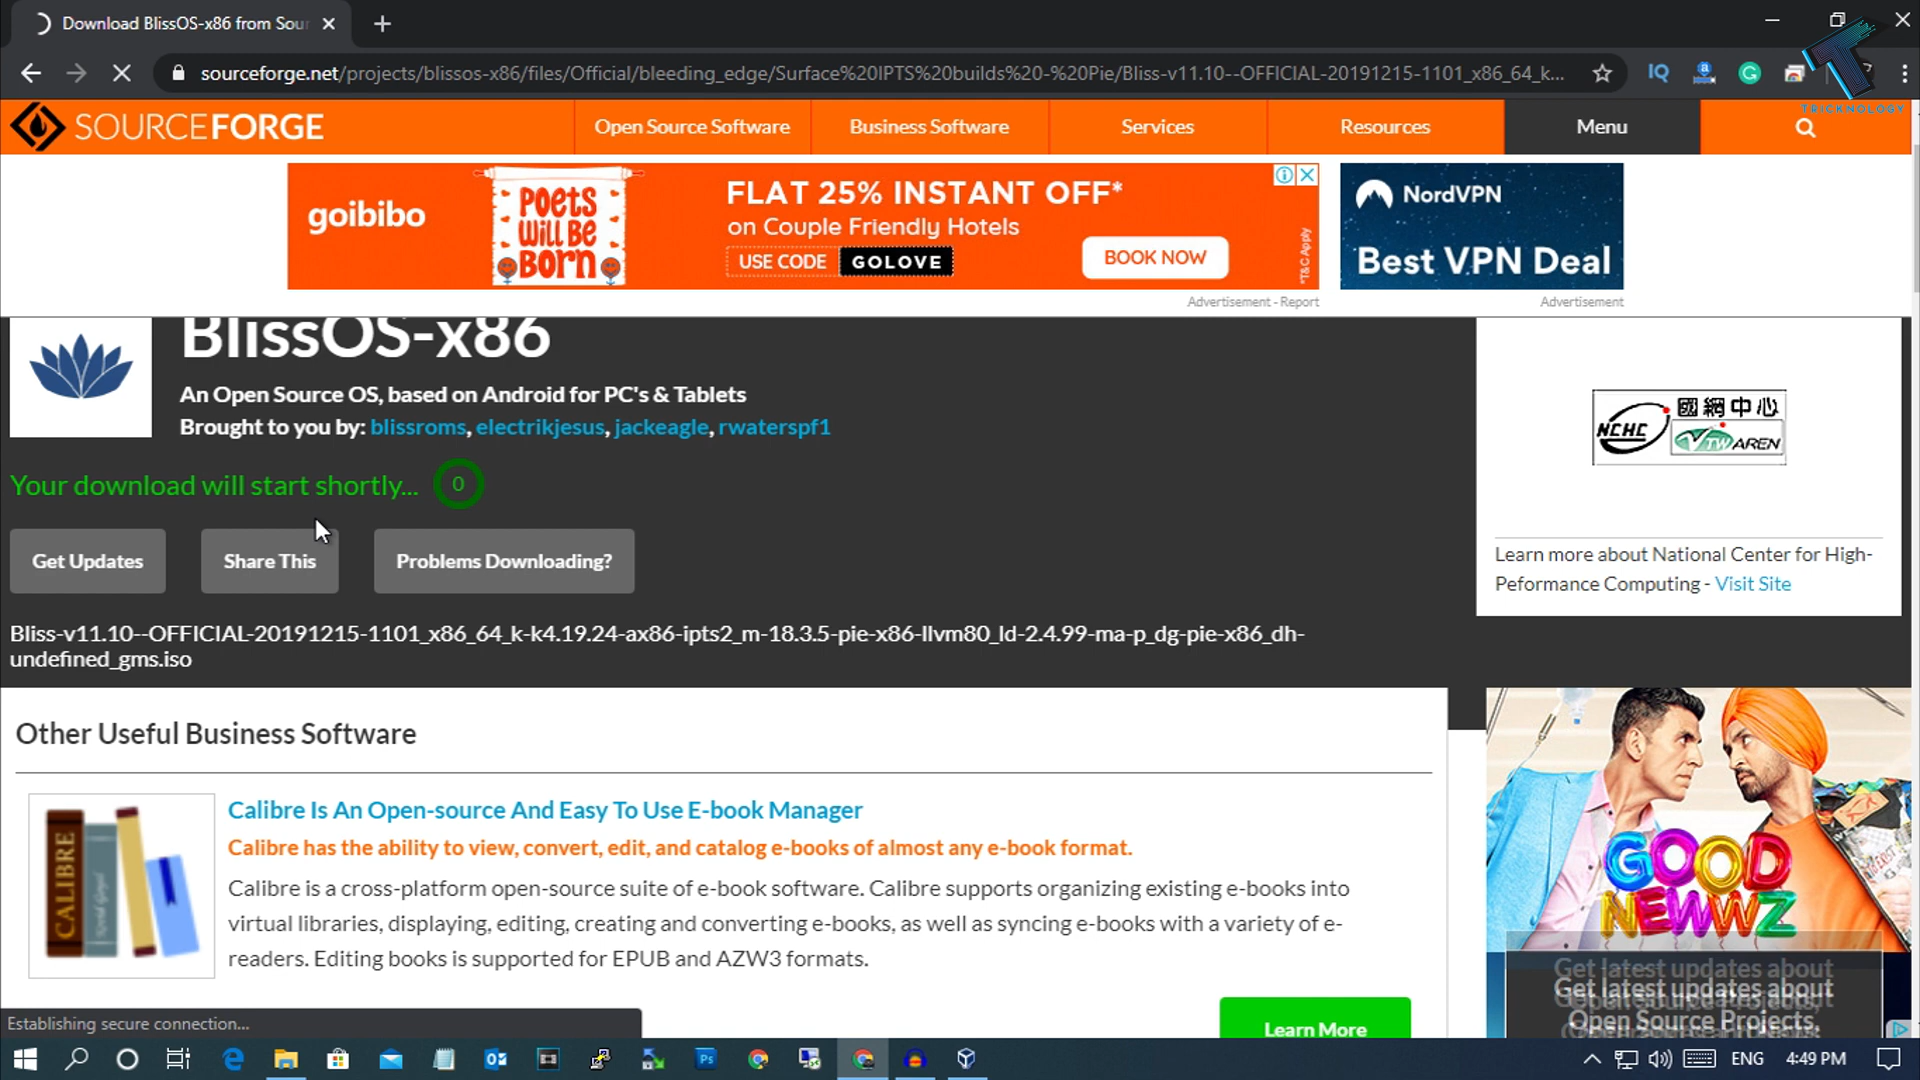 Download BlissOS-x86 from Sour
sourceforge.net/projects/blissos-x86/files/Official/bleeding_edge/Surface%20IPTS%20builds%20-%20Pie/Bliss-v11.10--OFFICIAL-20191215-1101_x86_64_k...
IQ
TRICKNOLOGY
SOURCEFORGE
Open Source Software
Business Software
Services
Resources
Menu
goibibo
POETS
WILL BE
BORN
FLAT 25% INSTANT OFF*
on Couple Friendly Hotels
USE CODE GOLOVE
BOOK NOW
*T&C Apply
NordVPN
Best VPN Deal
Advertisement - Report
Advertisement
BlissOS-x86
An Open Source OS, based on Android for PC's & Tablets
Brought to you by: blissroms, electrikjesus, jackeagle, rwaterspf1
Your download will start shortly... 0
Get Updates
Share This
Problems Downloading?
Bliss-v11.10--OFFICIAL-20191215-1101_x86_64_k-k4.19.24-ax86-ipts2_m-18.3.5-pie-x86-llvm80_ld-2.4.99-ma-p_dg-pie-x86_dh-
undefined_gms.iso
國網中心
NCHC
TWAREN
Learn more about National Center for High-
Peformance Computing - Visit Site
Other Useful Business Software
CALIBRE
Calibre Is An Open-source And Easy To Use E-book Manager
Calibre has the ability to view, convert, edit, and catalog e-books of almost any e-book format.
Calibre is a cross-platform open-source suite of e-book software. Calibre supports organizing existing e-books into
virtual libraries, displaying, editing, creating and converting e-books, as well as syncing e-books with a variety of e-
readers. Editing books is supported for EPUB and AZW3 formats.
Learn More
GOOD
NEWWZ
Get latest updates about
Get latest updates about
Open Source Projects,
Establishing secure connection...
Ps
ENG
4:49 PM